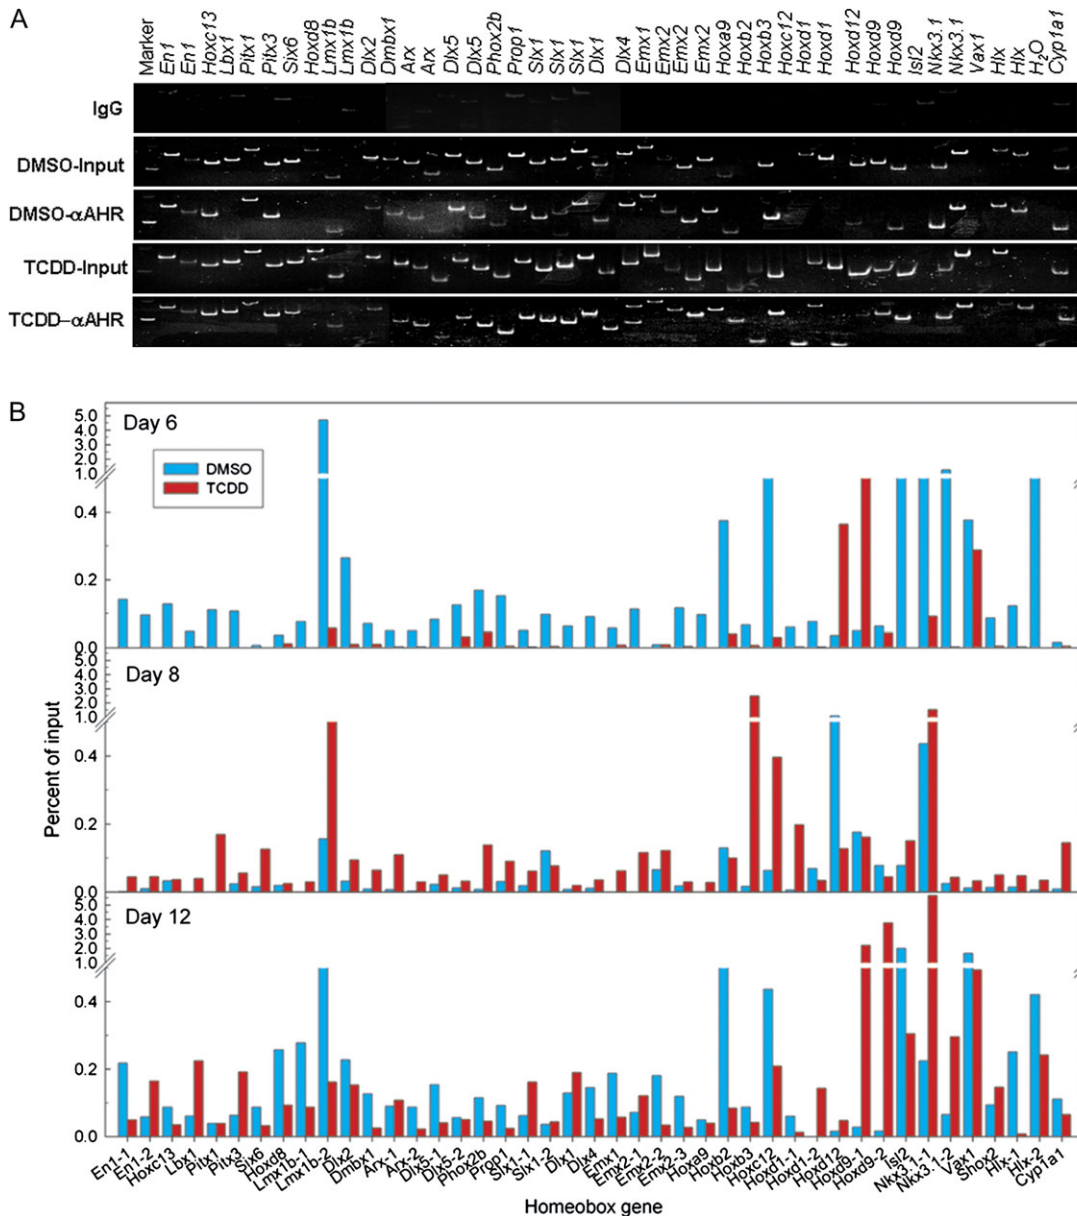 A
Marker En1 En1 Hoxc13 Lbx1 Pitx1 Pitx3 Six6 Hoxd8 Lmx1b Lmx1b Dlx2 Dmbx1 Arx Arx Dlx5 Dlx5 Phox2b Prop1 Six1 Six1 Six1 Dlx1 Dlx4 Emx1 Emx2 Emx2 Emx2 Hoxa9 Hoxb2 Hoxb3 Hoxc12 Hoxd1 Hoxd1 Hoxd12 Hoxd9 Hoxd9 Isl2 Nkx3.1 Nkx3.1 Vax1 Hlx Hlx H2O Cyp1a1
IgG
DMSO-Input
DMSO-αAHR
TCDD-Input
TCDD–αAHR
B
Day 6
DMSO
TCDD
5.0
4.0
3.0
2.0
1.0
0.4
0.2
0.0
Day 8
5.0
4.0
3.0
2.0
1.0
0.4
0.2
0.0
Day 12
5.0
4.0
3.0
2.0
1.0
0.4
0.2
0.0
Percent of input
En1-1 En1-2 Hoxc13 Lbx1 Pitx1 Pitx3 Six6 Hoxd8 Lmx1b-1 Lmx1b-2 Dlx2 Dmbx1 Arx-1 Arx-2 Dlx5-1 Dlx5-2 Phox2b Prop1 Six1-1 Six1-2 Dlx1 Dlx4 Emx1 Emx2-1 Emx2-2 Emx2-3 Hoxa9 Hoxb2 Hoxb3 Hoxc12 Hoxd1-1 Hoxd1-2 Hoxd12 Hoxd9-1 Hoxd9-2 Isl2 Nkx3.1-1 Nkx3.1-2 Vax1 Shox2 Hlx-1 Hlx-2 Cyp1a1
Homeobox gene